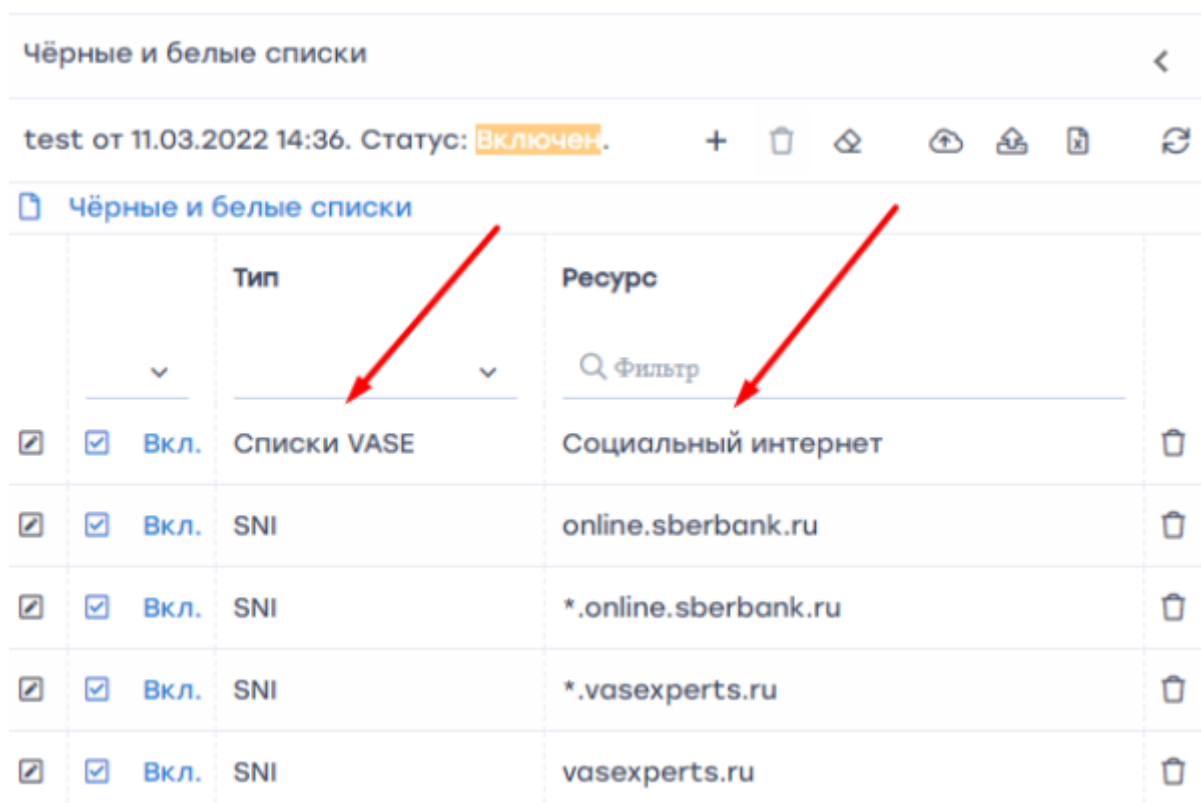 Чёрные и белые списки
test от 11.03.2022 14:36. Статус: Включен.
Чёрные и белые списки
Тип Ресурс
Фильтр
Вкл. Списки VASE Социальный интернет
Вкл. SNI online.sberbank.ru
Вкл. SNI *.online.sberbank.ru
Вкл. SNI *.vasexperts.ru
Вкл. SNI vasexperts.ru